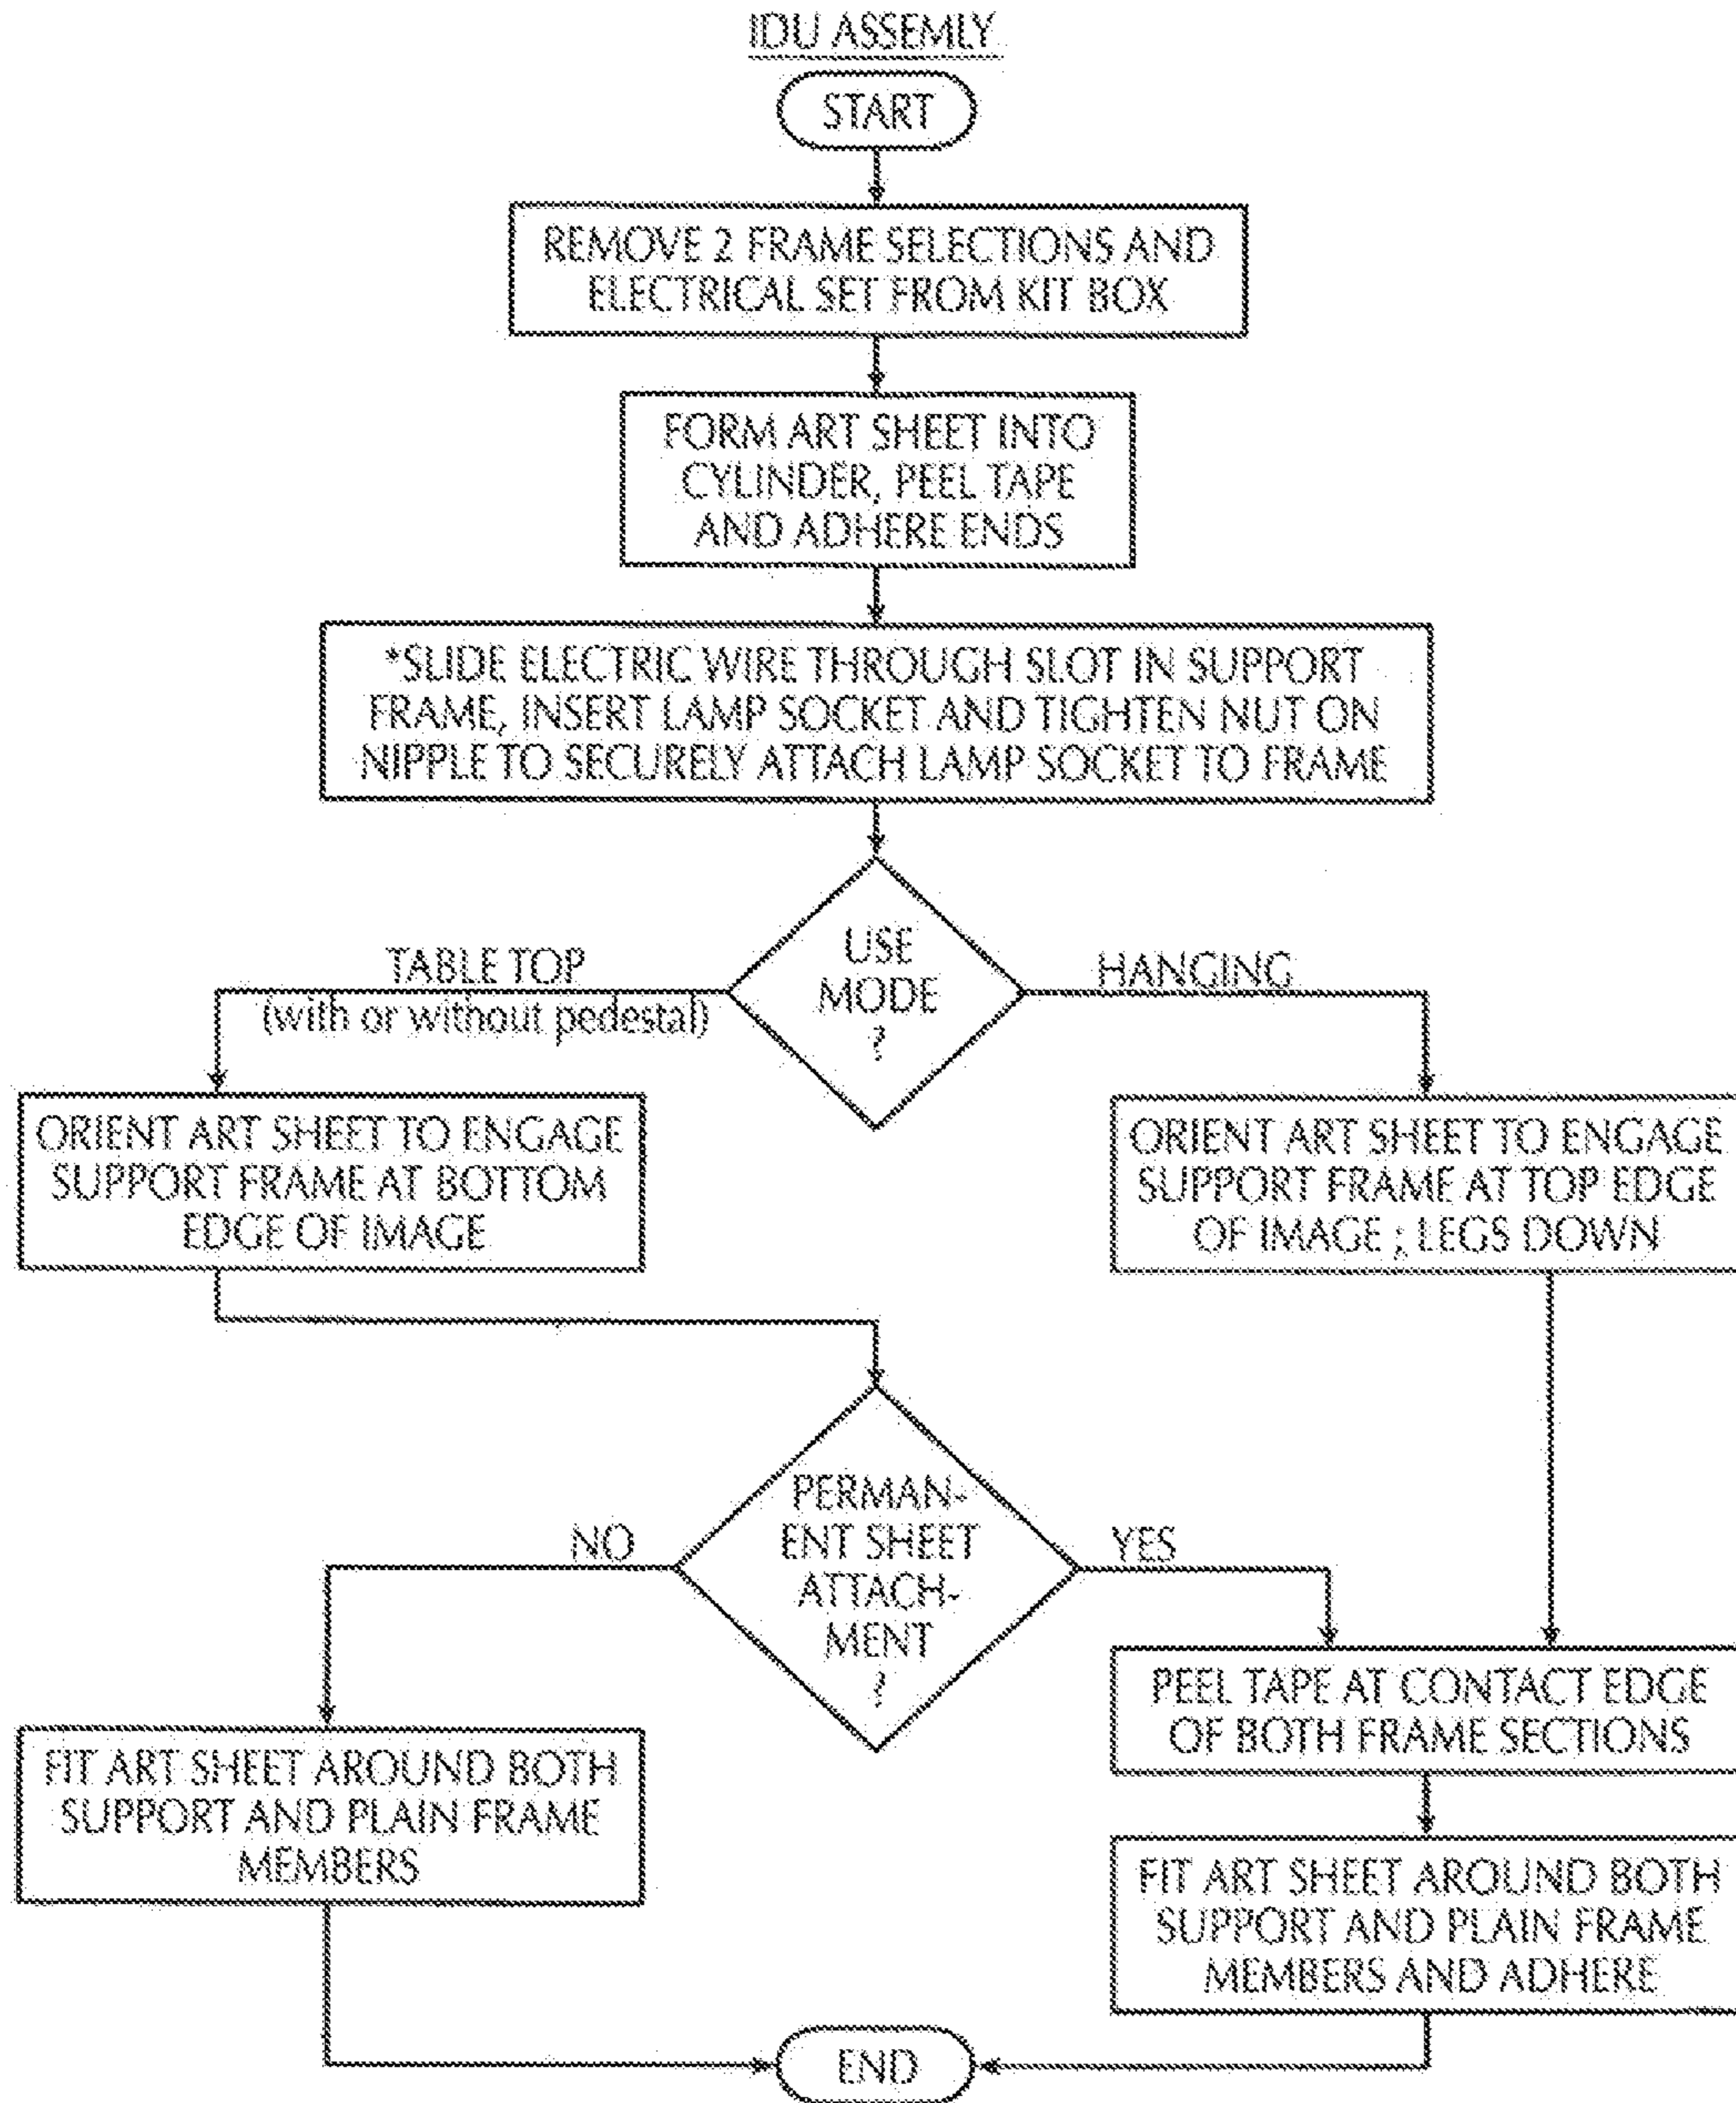 IDU ASSEMLY
START
REMOVE 2 FRAME SELECTIONS AND
ELECTRICAL SET FROM KIT BOX
FORM ART SHEET INTO
CYLINDER, PEEL TAPE
AND ADHERE ENDS
*SLIDE ELECTRIC WIRE THROUGH SLOT IN SUPPORT
FRAME, INSERT LAMP SOCKET AND TIGHTEN NUT ON
NIPPLE TO SECURELY ATTACH LAMP SOCKET TO FRAME
USE
MODE
?
TABLE TOP
(with or without pedestal)
HANGING
ORIENT ART SHEET TO ENGAGE
SUPPORT FRAME AT BOTTOM
EDGE OF IMAGE
ORIENT ART SHEET TO ENGAGE
SUPPORT FRAME AT TOP EDGE
OF IMAGE ; LEGS DOWN
PERMAN-
ENT SHEET
ATTACH-
MENT
?
NO
YES
PEEL TAPE AT CONTACT EDGE
OF BOTH FRAME SECTIONS
FIT ART SHEET AROUND BOTH
SUPPORT AND PLAIN FRAME
MEMBERS
FIT ART SHEET AROUND BOTH
SUPPORT AND PLAIN FRAME
MEMBERS AND ADHERE
END